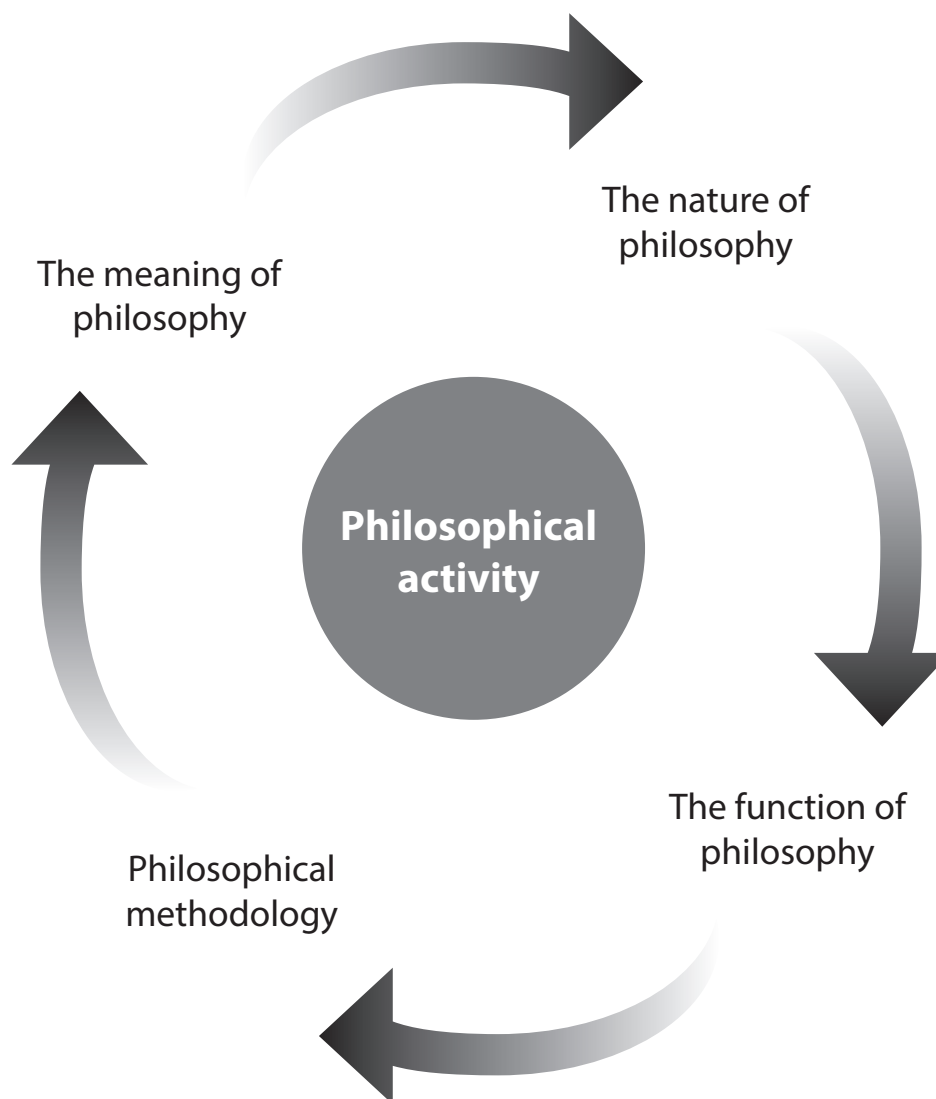 The nature of
philosophy
The meaning of
philosophy
Philosophical
activity
The function of
philosophy
Philosophical
methodology